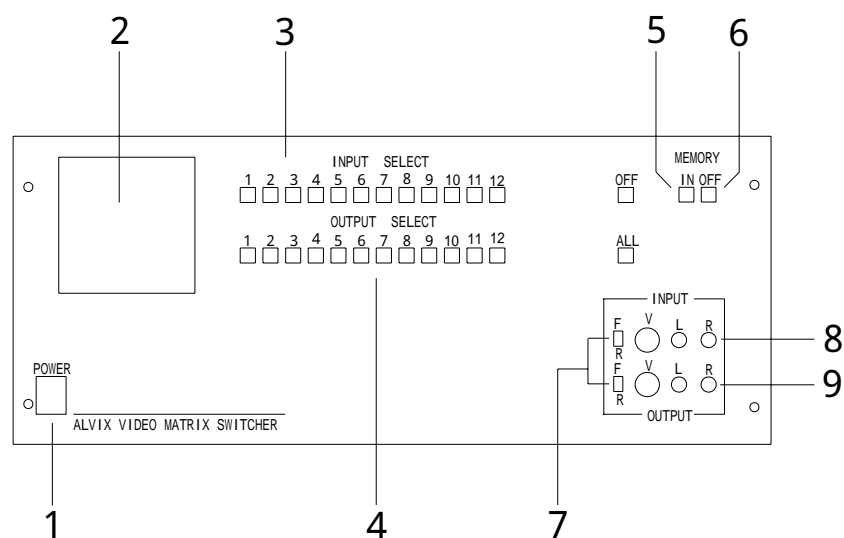 2 3 5 6
MEMORY
INPUT SELECT
1 2 3 4 5 6 7 8 9 10 11 12
OFF IN OFF
OUTPUT SELECT
1 2 3 4 5 6 7 8 9 10 11 12
ALL
INPUT
F V L R
R
8
F V L R
R
7 9
OUTPUT
POWER
ALVIX VIDEO MATRIX SWITCHER
1 4 7